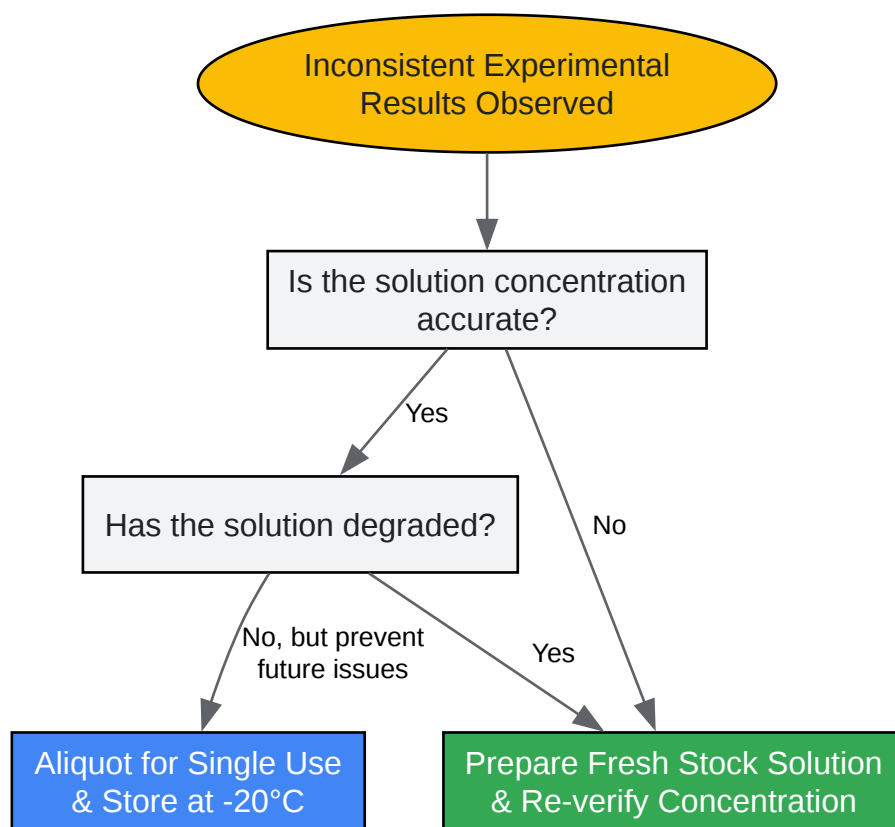 Inconsistent Experimental
Results Observed
Is the solution concentration
accurate?
Yes
Has the solution degraded?
No
No, but prevent
future issues
Yes
Aliquot for Single Use
& Store at -20°C
Prepare Fresh Stock Solution
& Re-verify Concentration